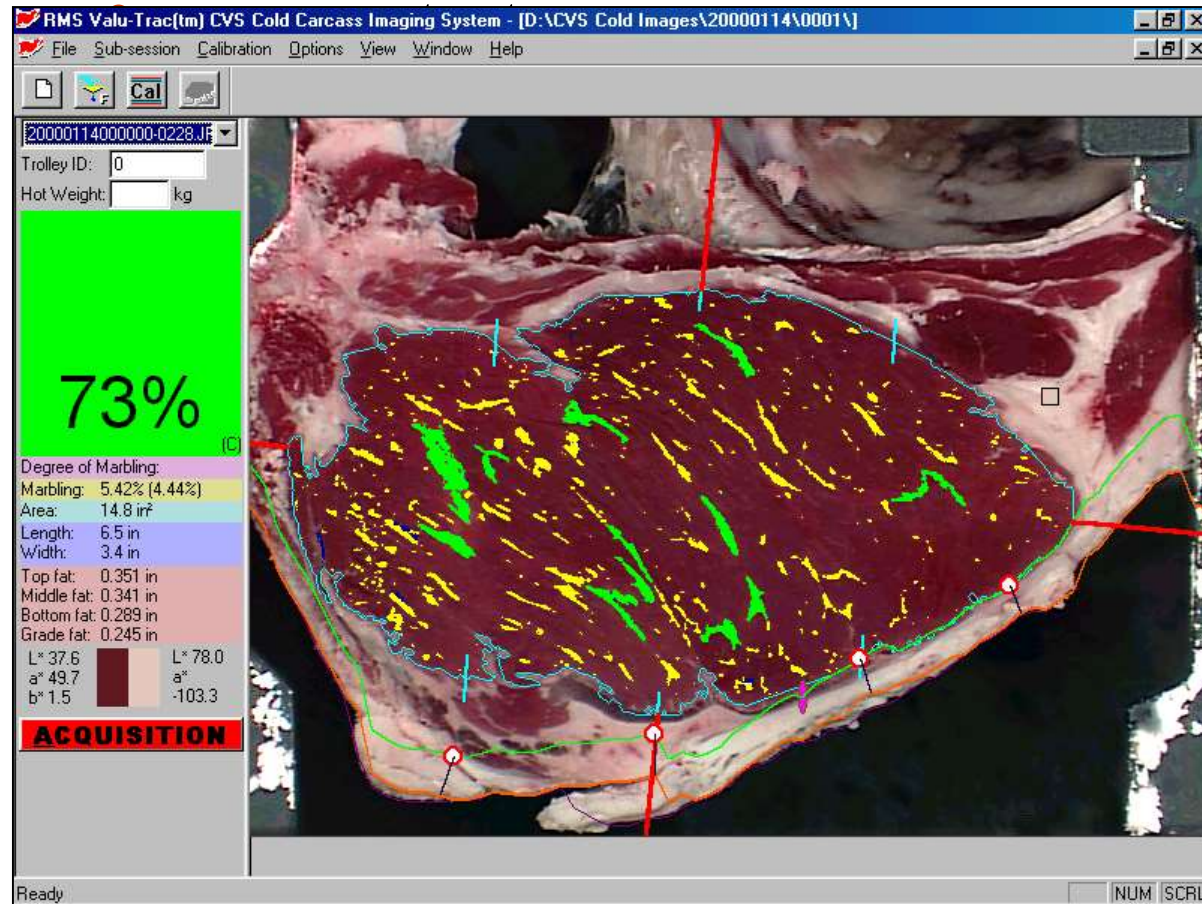 RMS Valu-Trac(tm) CVS Cold Carcass Imaging System - [D:\CVS Cold Images\20000114\0001\]
File Sub-session Calibration Options View Window Help
F Cal
20000114000000-0228.JF
Trolley ID: 0
Hot Weight: kg
73%
(C)
Degree of Marbling:
Marbling: 5.42% (4.44%)
Area: 14.8 in²
Length: 6.5 in
Width: 3.4 in
Top fat: 0.351 in
Middle fat: 0.341 in
Bottom fat: 0.289 in
Grade fat: 0.245 in
L* 37.6 L* 78.0
a* 49.7 a*
b* 1.5 -103.3
ACQUISITION
Ready NUM SCRL